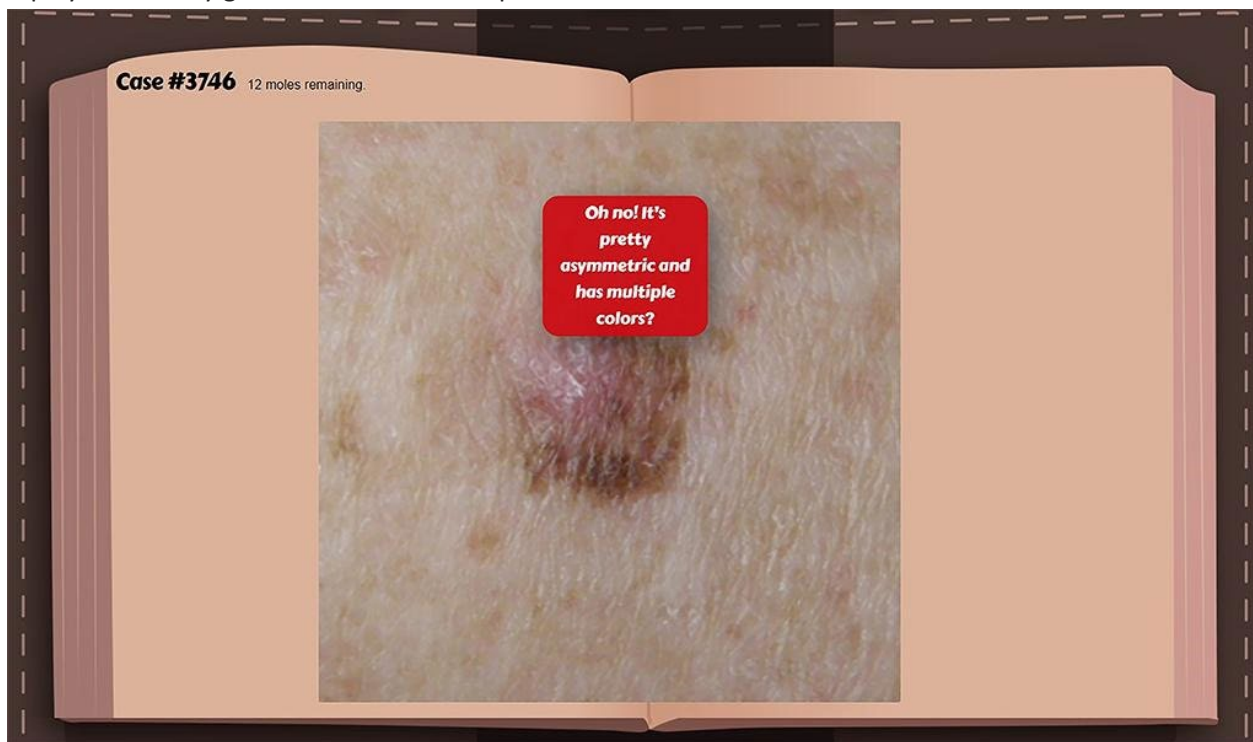 Case #3746 12 moles remaining.
Oh no! It's
pretty
asymmetric and
has multiple
colors?